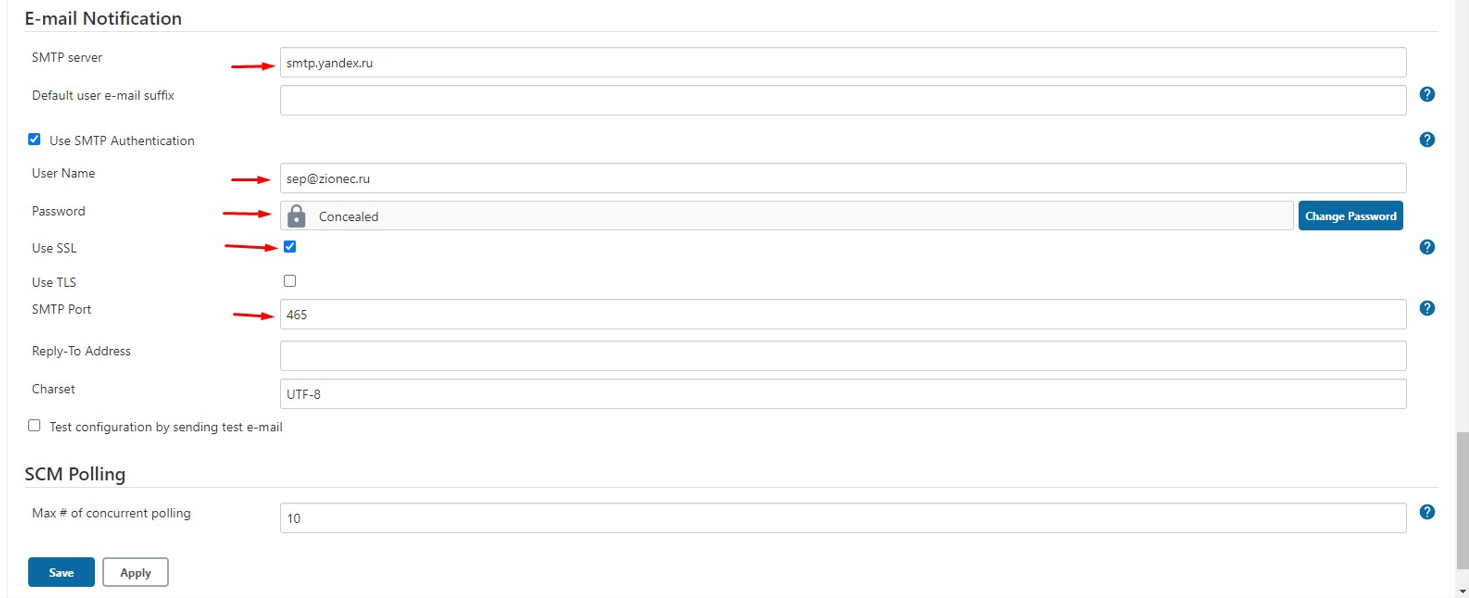 E-mail Notification
SMTP server
smtp.yandex.ru
Default user e-mail suffix
?
Use SMTP Authentication
?
User Name
sep@zionec.ru
Password
Concealed
Change Password
Use SSL
?
Use TLS
SMTP Port
465
?
Reply-To Address
Charset
UTF-8
Test configuration by sending test e-mail
SCM Polling
Max # of concurrent polling
10
?
Save
Apply